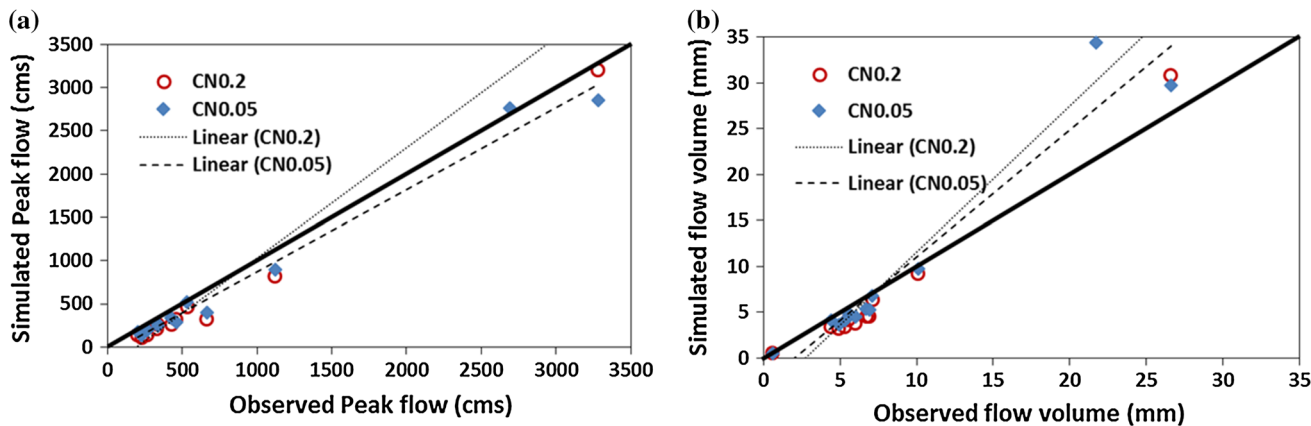 (a)
Simulated Peak flow (cms)
3500
3000
2500
2000
1500
1000
500
0
CN0.2
CN0.05
Linear (CN0.2)
Linear (CN0.05)
0 500 1000 1500 2000 2500 3000 3500
Observed Peak flow (cms)
(b)
Simulated flow volume (mm)
35
30
25
20
15
10
5
0
CN0.2
CN0.05
Linear (CN0.2)
Linear (CN0.05)
0 5 10 15 20 25 30 35
Observed flow volume (mm)